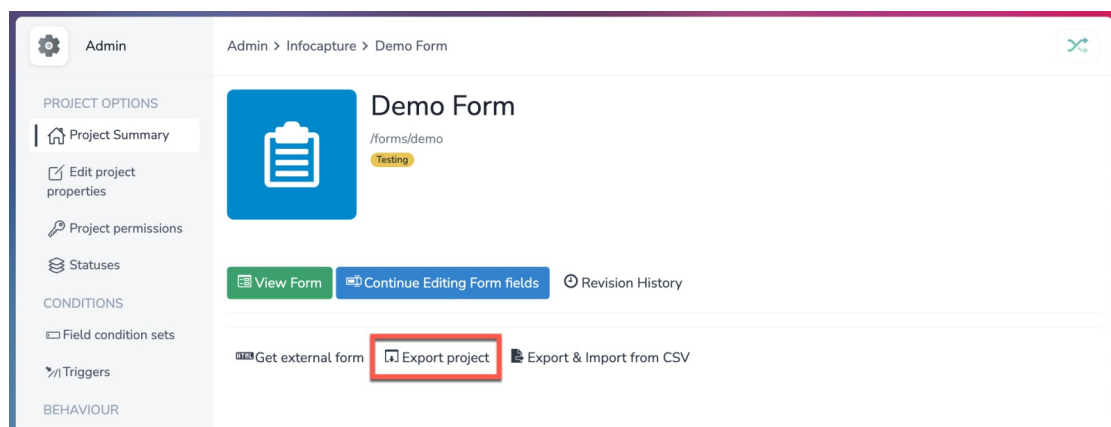 Admin
Admin > Infocapture > Demo Form
PROJECT OPTIONS
Project Summary
Edit project
properties
Project permissions
Statuses
CONDITIONS
Field condition sets
Triggers
BEHAVIOUR
Demo Form
/forms/demo
Testing
View Form
Continue Editing Form fields
Revision History
HTML Get external form
Export project
Export & Import from CSV